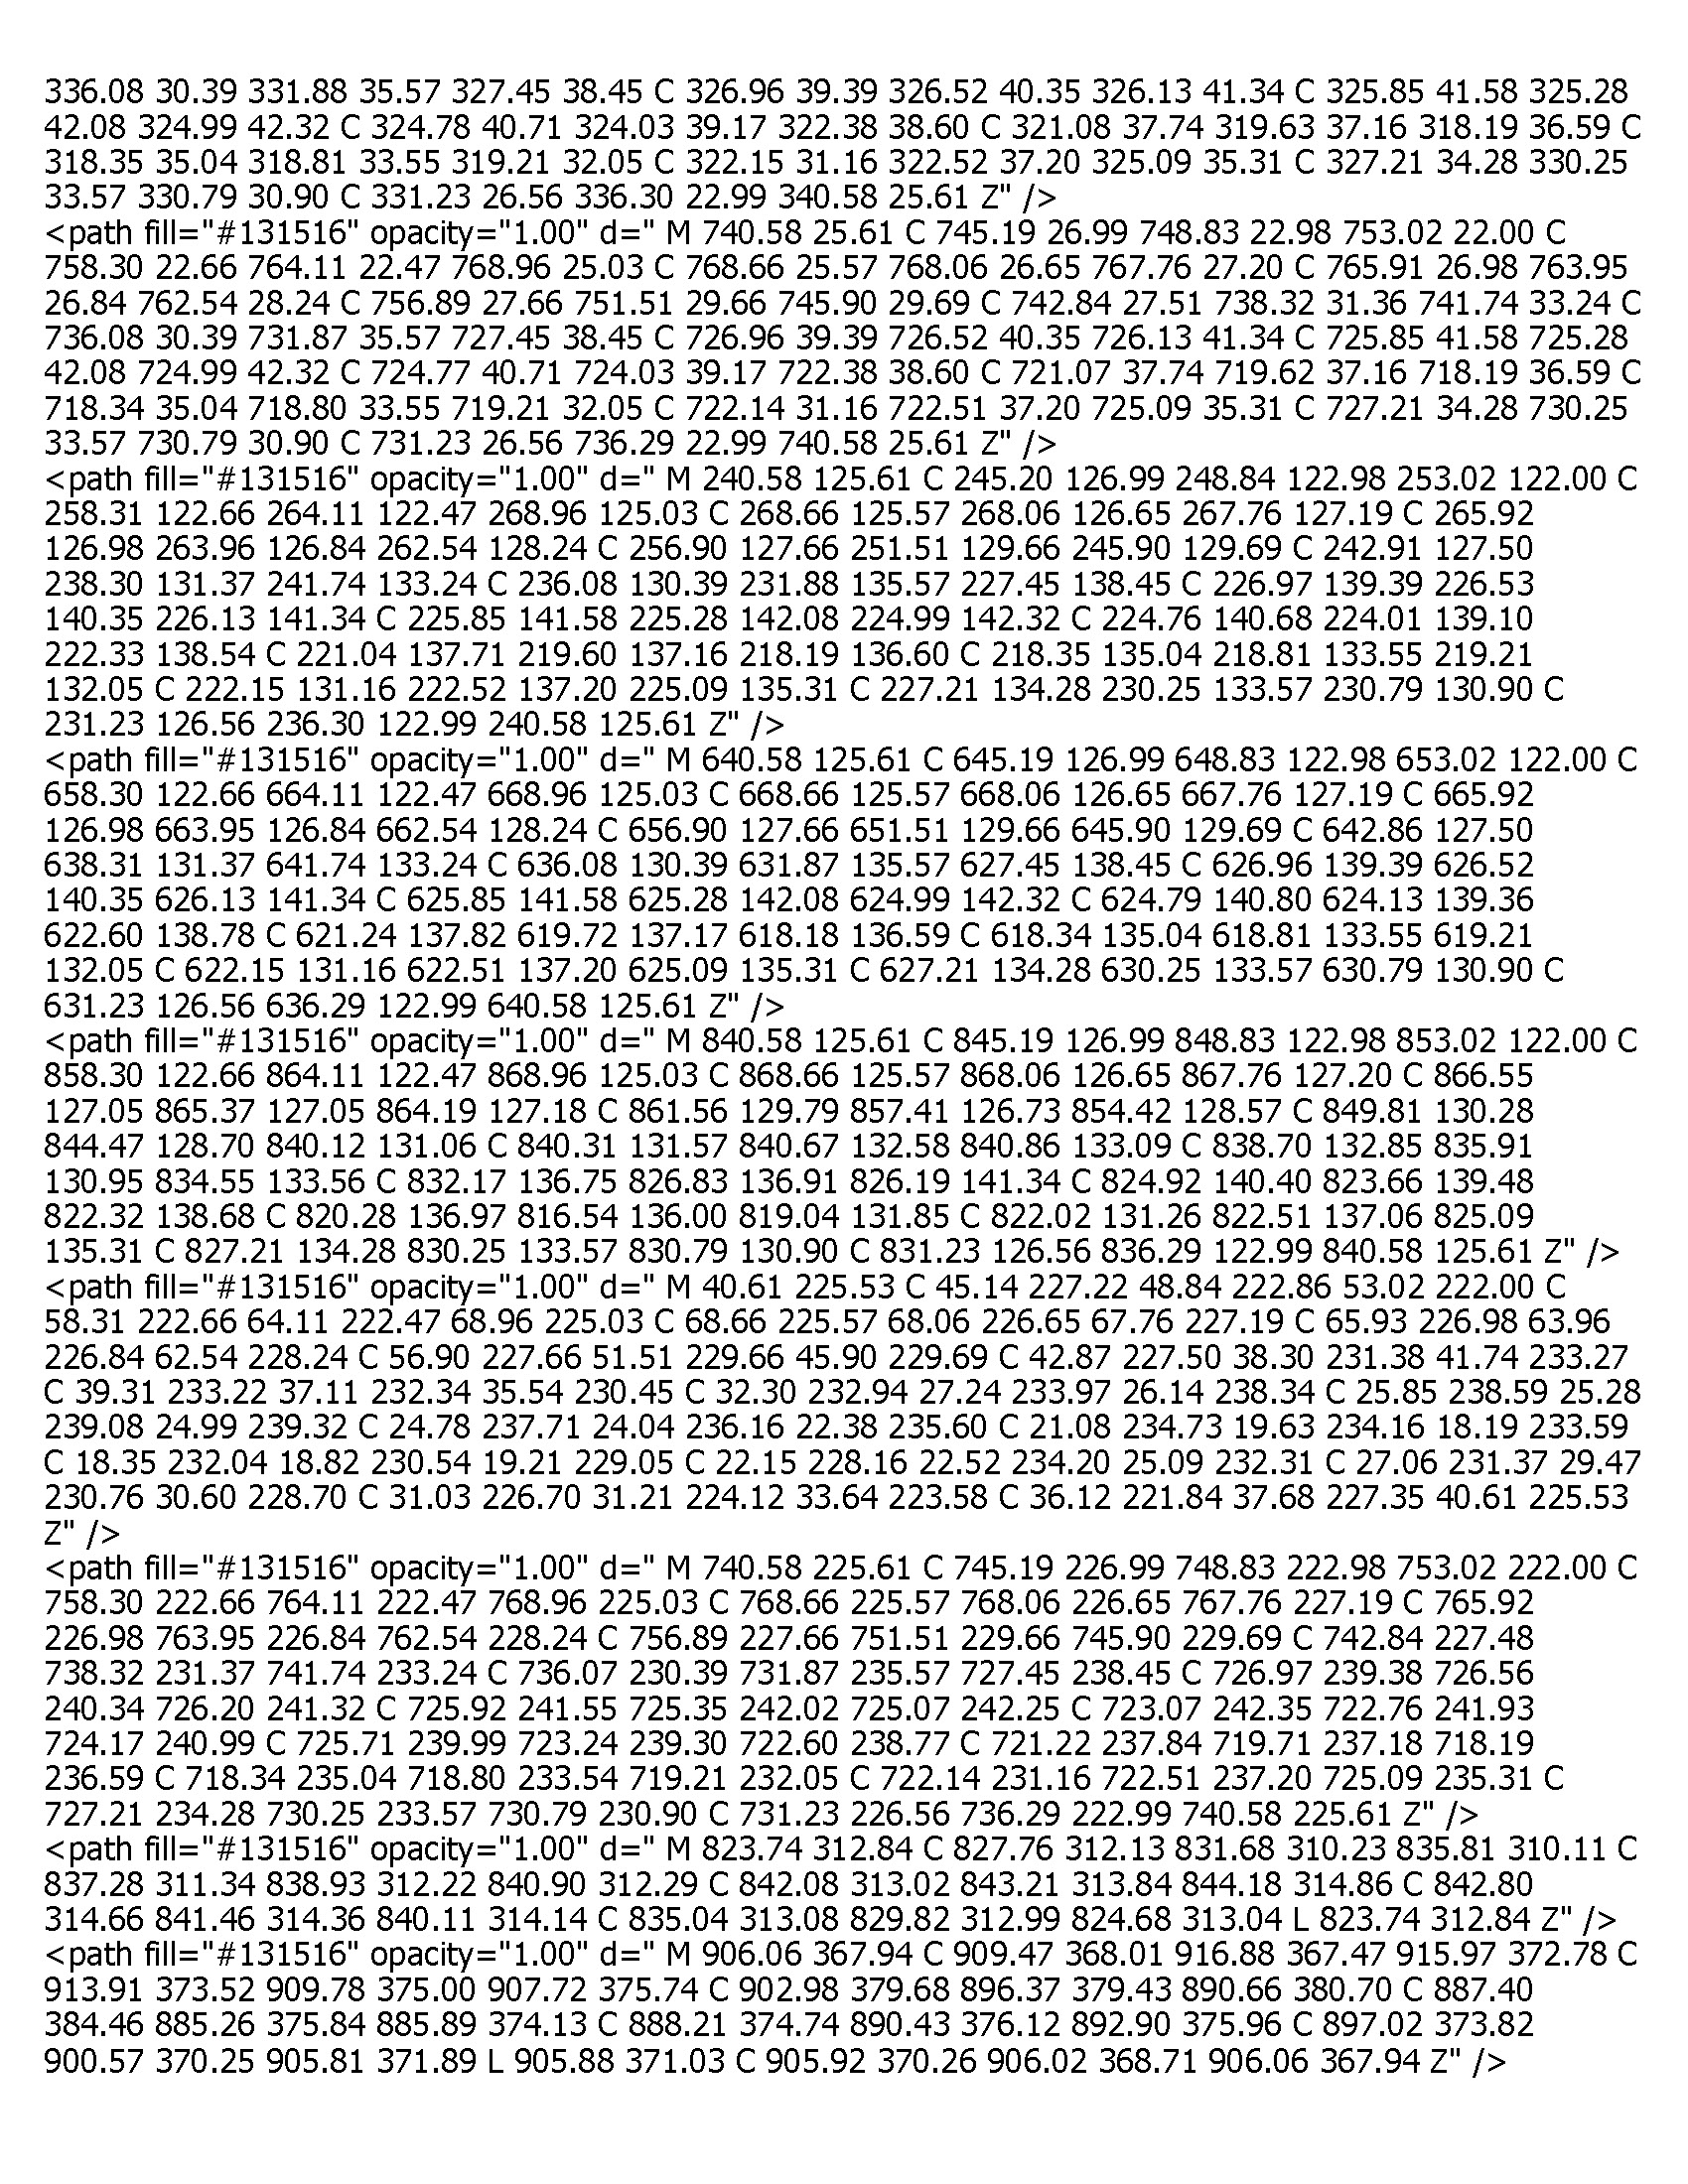 336.08 30.39 331.88 35.57 327.45 38.45 C 326.96 39.39 326.52 40.35 326.13 41.34 C 325.85 41.58 325.28
42.08 324.99 42.32 C 324.78 40.71 324.03 39.17 322.38 38.60 C 321.08 37.74 319.63 37.16 318.19 36.59 C
318.35 35.04 318.81 33.55 319.21 32.05 C 322.15 31.16 322.52 37.20 325.09 35.31 C 327.21 34.28 330.25
33.57 330.79 30.90 C 331.23 26.56 336.30 22.99 340.58 25.61 Z" />
<path fill="#131516" opacity="1.00" d=" M 740.58 25.61 C 745.19 26.99 748.83 22.98 753.02 22.00 C
758.30 22.66 764.11 22.47 768.96 25.03 C 768.66 25.57 768.06 26.65 767.76 27.20 C 765.91 26.98 763.95
26.84 762.54 28.24 C 756.89 27.66 751.51 29.66 745.90 29.69 C 742.84 27.51 738.32 31.36 741.74 33.24 C
736.08 30.39 731.87 35.57 727.45 38.45 C 726.96 39.39 726.52 40.35 726.13 41.34 C 725.85 41.58 725.28
42.08 724.99 42.32 C 724.77 40.71 724.03 39.17 722.38 38.60 C 721.07 37.74 719.62 37.16 718.19 36.59 C
718.34 35.04 718.80 33.55 719.21 32.05 C 722.14 31.16 722.51 37.20 725.09 35.31 C 727.21 34.28 730.25
33.57 730.79 30.90 C 731.23 26.56 736.29 22.99 740.58 25.61 Z" />
<path fill="#131516" opacity="1.00" d=" M 240.58 125.61 C 245.20 126.99 248.84 122.98 253.02 122.00 C
258.31 122.66 264.11 122.47 268.96 125.03 C 268.66 125.57 268.06 126.65 267.76 127.19 C 265.92
126.98 263.96 126.84 262.54 128.24 C 256.90 127.66 251.51 129.66 245.90 129.69 C 242.91 127.50
238.30 131.37 241.74 133.24 C 236.08 130.39 231.88 135.57 227.45 138.45 C 226.97 139.39 226.53
140.35 226.13 141.34 C 225.85 141.58 225.28 142.08 224.99 142.32 C 224.76 140.68 224.01 139.10
222.33 138.54 C 221.04 137.71 219.60 137.16 218.19 136.60 C 218.35 135.04 218.81 133.55 219.21
132.05 C 222.15 131.16 222.52 137.20 225.09 135.31 C 227.21 134.28 230.25 133.57 230.79 130.90 C
231.23 126.56 236.30 122.99 240.58 125.61 Z" />
<path fill="#131516" opacity="1.00" d=" M 640.58 125.61 C 645.19 126.99 648.83 122.98 653.02 122.00 C
658.30 122.66 664.11 122.47 668.96 125.03 C 668.66 125.57 668.06 126.65 667.76 127.19 C 665.92
126.98 663.95 126.84 662.54 128.24 C 656.90 127.66 651.51 129.66 645.90 129.69 C 642.86 127.50
638.31 131.37 641.74 133.24 C 636.08 130.39 631.87 135.57 627.45 138.45 C 626.96 139.39 626.52
140.35 626.13 141.34 C 625.85 141.58 625.28 142.08 624.99 142.32 C 624.79 140.80 624.13 139.36
622.60 138.78 C 621.24 137.82 619.72 137.17 618.18 136.59 C 618.34 135.04 618.81 133.55 619.21
132.05 C 622.15 131.16 622.51 137.20 625.09 135.31 C 627.21 134.28 630.25 133.57 630.79 130.90 C
631.23 126.56 636.29 122.99 640.58 125.61 Z" />
<path fill="#131516" opacity="1.00" d=" M 840.58 125.61 C 845.19 126.99 848.83 122.98 853.02 122.00 C
858.30 122.66 864.11 122.47 868.96 125.03 C 868.66 125.57 868.06 126.65 867.76 127.20 C 866.55
127.05 865.37 127.05 864.19 127.18 C 861.56 129.79 857.41 126.73 854.42 128.57 C 849.81 130.28
844.47 128.70 840.12 131.06 C 840.31 131.57 840.67 132.58 840.86 133.09 C 838.70 132.85 835.91
130.95 834.55 133.56 C 832.17 136.75 826.83 136.91 826.19 141.34 C 824.92 140.40 823.66 139.48
822.32 138.68 C 820.28 136.97 816.54 136.00 819.04 131.85 C 822.02 131.26 822.51 137.06 825.09
135.31 C 827.21 134.28 830.25 133.57 830.79 130.90 C 831.23 126.56 836.29 122.99 840.58 125.61 Z" />
<path fill="#131516" opacity="1.00" d=" M 40.61 225.53 C 45.14 227.22 48.84 222.86 53.02 222.00 C
58.31 222.66 64.11 222.47 68.96 225.03 C 68.66 225.57 68.06 226.65 67.76 227.19 C 65.93 226.98 63.96
226.84 62.54 228.24 C 56.90 227.66 51.51 229.66 45.90 229.69 C 42.87 227.50 38.30 231.38 41.74 233.27
C 39.31 233.22 37.11 232.34 35.54 230.45 C 32.30 232.94 27.24 233.97 26.14 238.34 C 25.85 238.59 25.28
239.08 24.99 239.32 C 24.78 237.71 24.04 236.16 22.38 235.60 C 21.08 234.73 19.63 234.16 18.19 233.59
C 18.35 232.04 18.82 230.54 19.21 229.05 C 22.15 228.16 22.52 234.20 25.09 232.31 C 27.06 231.37 29.47
230.76 30.60 228.70 C 31.03 226.70 31.21 224.12 33.64 223.58 C 36.12 221.84 37.68 227.35 40.61 225.53
Z" />
<path fill="#131516" opacity="1.00" d=" M 740.58 225.61 C 745.19 226.99 748.83 222.98 753.02 222.00 C
758.30 222.66 764.11 222.47 768.96 225.03 C 768.66 225.57 768.06 226.65 767.76 227.19 C 765.92
226.98 763.95 226.84 762.54 228.24 C 756.89 227.66 751.51 229.66 745.90 229.69 C 742.84 227.48
738.32 231.37 741.74 233.24 C 736.07 230.39 731.87 235.57 727.45 238.45 C 726.97 239.38 726.56
240.34 726.20 241.32 C 725.92 241.55 725.35 242.02 725.07 242.25 C 723.07 242.35 722.76 241.93
724.17 240.99 C 725.71 239.99 723.24 239.30 722.60 238.77 C 721.22 237.84 719.71 237.18 718.19
236.59 C 718.34 235.04 718.80 233.54 719.21 232.05 C 722.14 231.16 722.51 237.20 725.09 235.31 C
727.21 234.28 730.25 233.57 730.79 230.90 C 731.23 226.56 736.29 222.99 740.58 225.61 Z" />
<path fill="#131516" opacity="1.00" d=" M 823.74 312.84 C 827.76 312.13 831.68 310.23 835.81 310.11 C
837.28 311.34 838.93 312.22 840.90 312.29 C 842.08 313.02 843.21 313.84 844.18 314.86 C 842.80
314.66 841.46 314.36 840.11 314.14 C 835.04 313.08 829.82 312.99 824.68 313.04 L 823.74 312.84 Z" />
<path fill="#131516" opacity="1.00" d=" M 906.06 367.94 C 909.47 368.01 916.88 367.47 915.97 372.78 C
913.91 373.52 909.78 375.00 907.72 375.74 C 902.98 379.68 896.37 379.43 890.66 380.70 C 887.40
384.46 885.26 375.84 885.89 374.13 C 888.21 374.74 890.43 376.12 892.90 375.96 C 897.02 373.82
900.57 370.25 905.81 371.89 L 905.88 371.03 C 905.92 370.26 906.02 368.71 906.06 367.94 Z" />